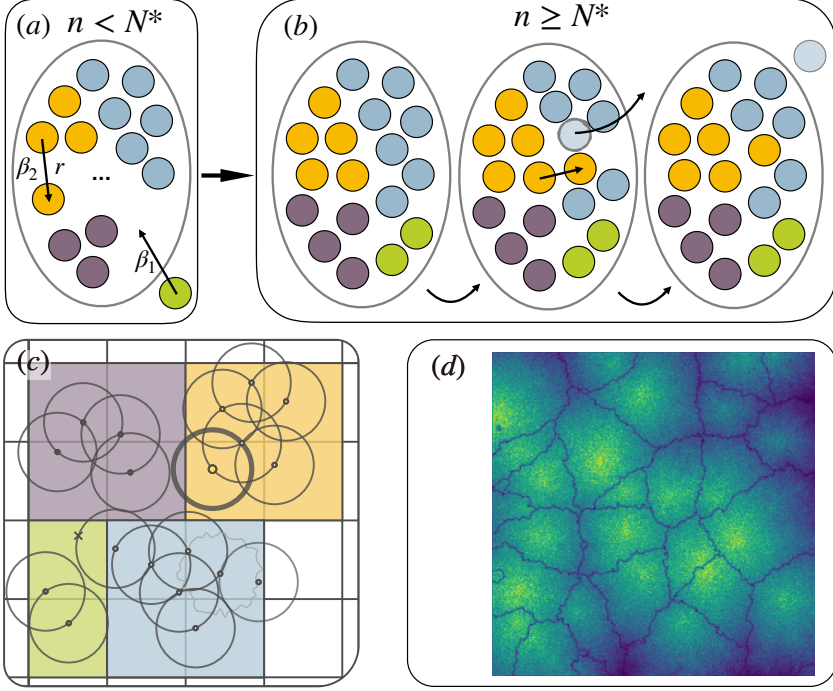 (a) n < N*
(b) n ≥ N*
β₂ r
...
β₁
(c)
(d)